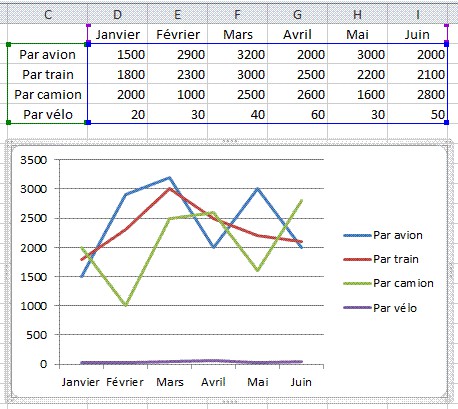 C D E F G H I
Janvier Février Mars Avril Mai Juin
Par avion 1500 2900 3200 2000 3000 2000
Par train 1800 2300 3000 2500 2200 2100
Par camion 2000 1000 2500 2600 1600 2800
Par vélo 20 30 40 60 30 50
3500
3000
2500
2000
1500
1000
500
0
Janvier Février Mars Avril Mai Juin
Par avion
Par train
Par camion
Par vélo